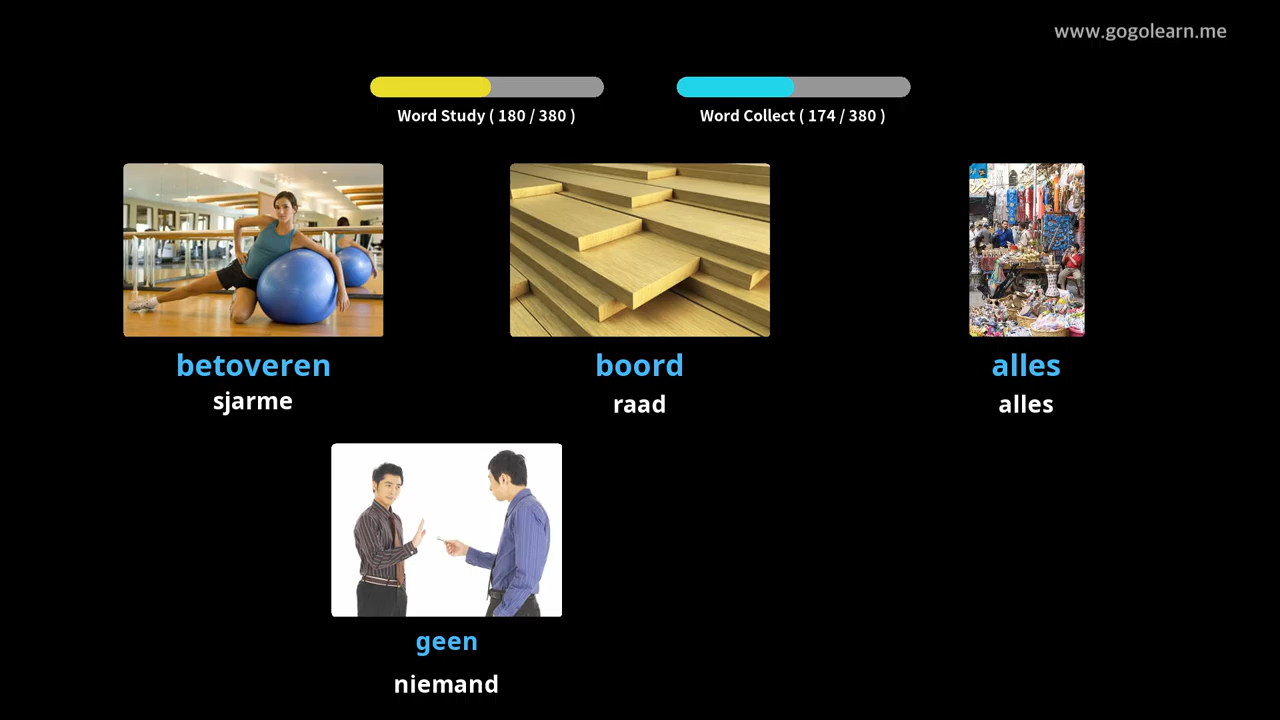 www.gogolearn.me
Word Study ( 180 / 380 )
Word Collect ( 174 / 380 )
betoveren
sjarme
boord
raad
alles
alles
geen
niemand